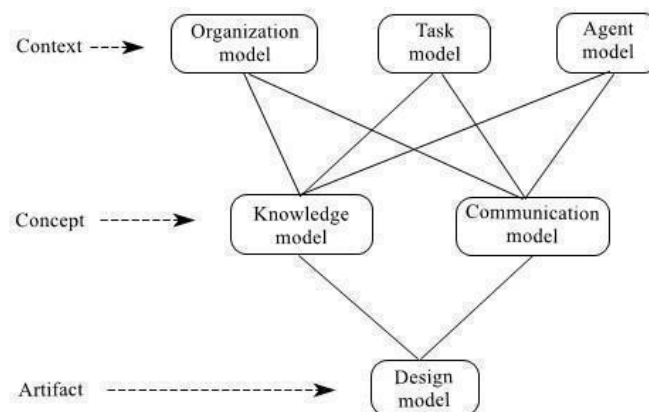 Context
Organization
model
Task
model
Agent
model
Concept
Knowledge
model
Communication
model
Artifact
Design
model